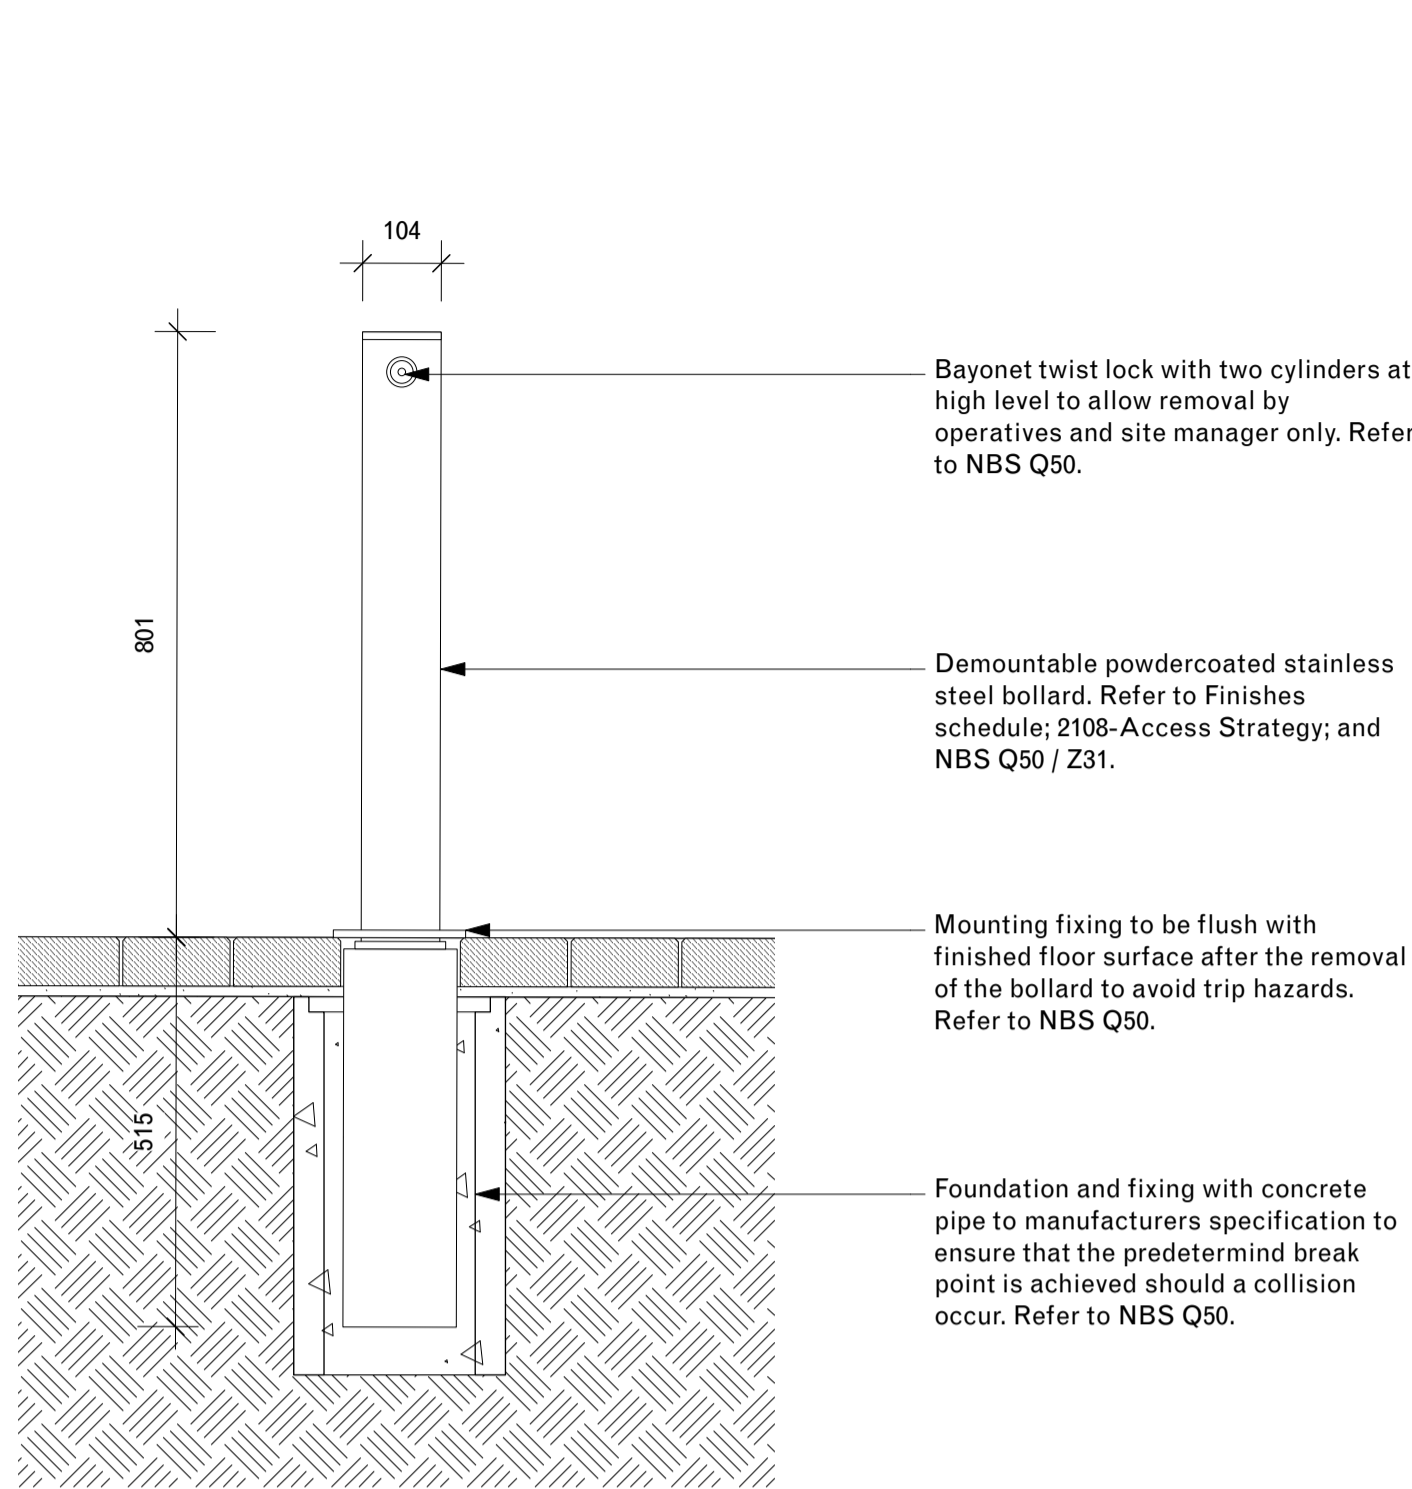 104
Bayonet twist lock with two cylinders at
high level to allow removal by
operatives and site manager only. Refer
to NBS Q50.
801
Demountable powdercoated stainless
steel bollard. Refer to Finishes
schedule; 2108-Access Strategy; and
NBS Q50 / Z31.
Mounting fixing to be flush with
finished floor surface after the removal
of the bollard to avoid trip hazards.
Refer to NBS Q50.
515
Foundation and fixing with concrete
pipe to manufacturers specification to
ensure that the predetermind break
point is achieved should a collision
occur. Refer to NBS Q50.